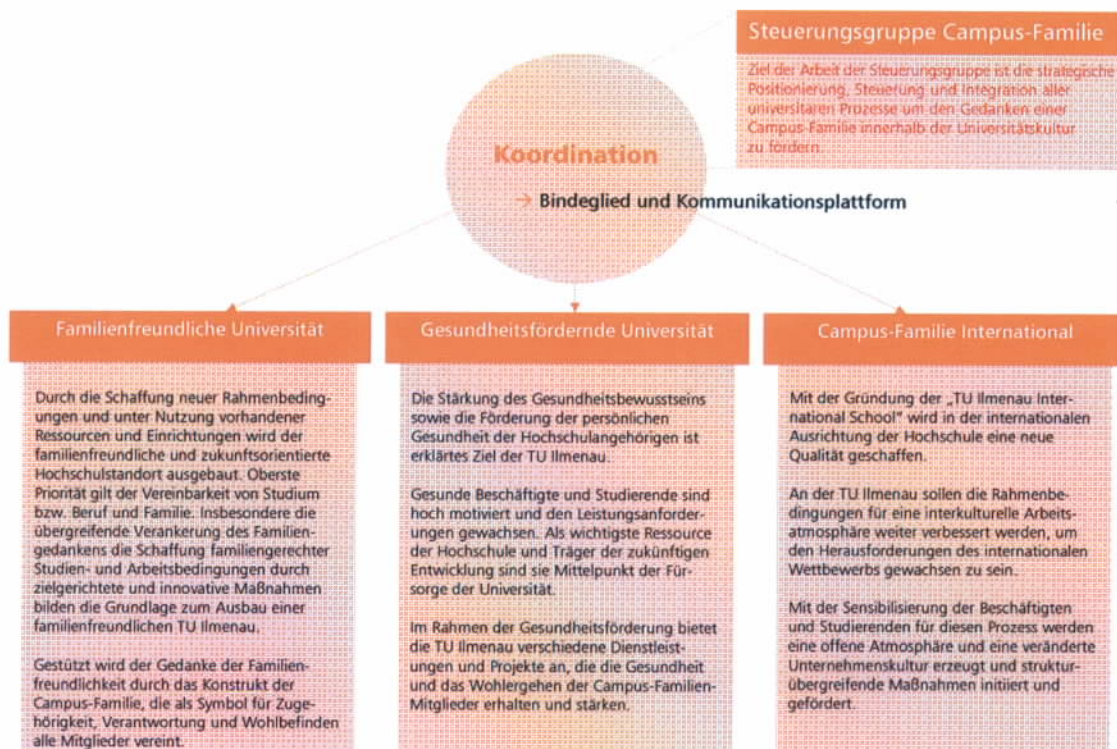 Steuerungsgruppe Campus-Familie
Ziel der Arbeit der Steuerungsgruppe ist die strategische
Positionierung, Steuerung und Integration aller
universitären Prozesse um den Gedanken einer
Campus-Familie innerhalb der Universitätskultur
zu fördern.
Koordination
→ Bindeglied und Kommunikationsplattform
Familienfreundliche Universität
Durch die Schaffung neuer Rahmenbeding-
ungen und unter Nutzung vorhandener
Ressourcen und Einrichtungen wird der
familienfreundliche und zukunftsorientierte
Hochschulstandort ausgebaut. Oberste
Priorität gilt der Vereinbarkeit von Studium
bzw. Beruf und Familie. Insbesondere die
übergreifende Verankerung des Familien-
gedankens die Schaffung familiengerechter
Studien- und Arbeitsbedingungen durch
zielgerichtete und innovative Maßnahmen
bilden die Grundlage zum Ausbau einer
familienfreundlichen TU Ilmenau.
Gestützt wird der Gedanke der Familien-
freundlichkeit durch das Konstrukt der
Campus-Familie, die als Symbol für Zuge-
hörigkeit, Verantwortung und Wohlbefinden
alle Mitglieder vereint.
Gesundheitsfördernde Universität
Die Stärkung des Gesundheitsbewusstseins
sowie die Förderung der persönlichen
Gesundheit der Hochschulangehörigen ist
erklärtes Ziel der TU Ilmenau.
Gesunde Beschäftigte und Studierende sind
hoch motiviert und den Leistungsanforder-
ungen gewachsen. Als wichtigste Ressource
der Hochschule und Träger der zukünftigen
Entwicklung sind sie Mittelpunkt der Für-
sorge der Universität.
Im Rahmen der Gesundheitsförderung bietet
die TU Ilmenau verschiedene Dienstleist-
ungen und Projekte an, die die Gesundheit
und das Wohlergehen der Campus-Familien-
Mitglieder erhalten und stärken.
Campus-Familie International
Mit der Gründung der „TU Ilmenau Inter-
national School" wird in der internationalen
Ausrichtung der Hochschule eine neue
Qualität geschaffen.
An der TU Ilmenau sollen die Rahmenbe-
dingungen für eine interkulturelle Arbeits-
atmosphäre weiter verbessert werden, um
den Herausforderungen des internationalen
Wettbewerbs gewachsen zu sein.
Mit der Sensibilisierung der Beschäftigten
und Studierenden für diesen Prozess werden
eine offene Atmosphäre und eine veränderte
Unternehmenskultur erzeugt und struktur-
übergreifende Maßnahmen initiiert und
gefördert.